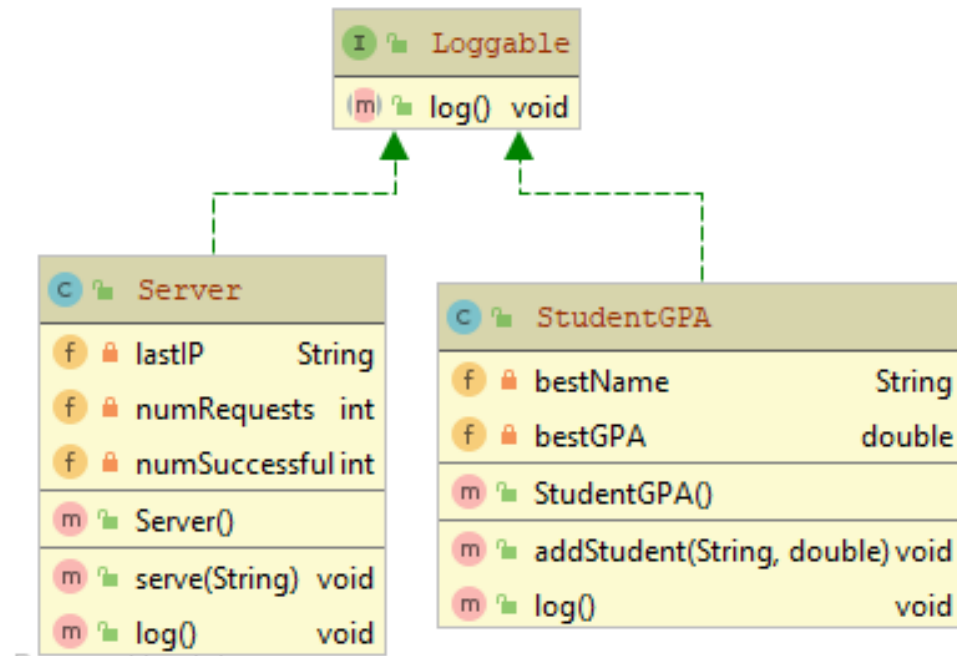 I Loggable
m log() void
C Server
f lastIP String
f numRequests int
f numSuccessful int
m Server()
m serve(String) void
m log() void
C StudentGPA
f bestName String
f bestGPA double
m StudentGPA()
m addStudent(String, double) void
m log() void